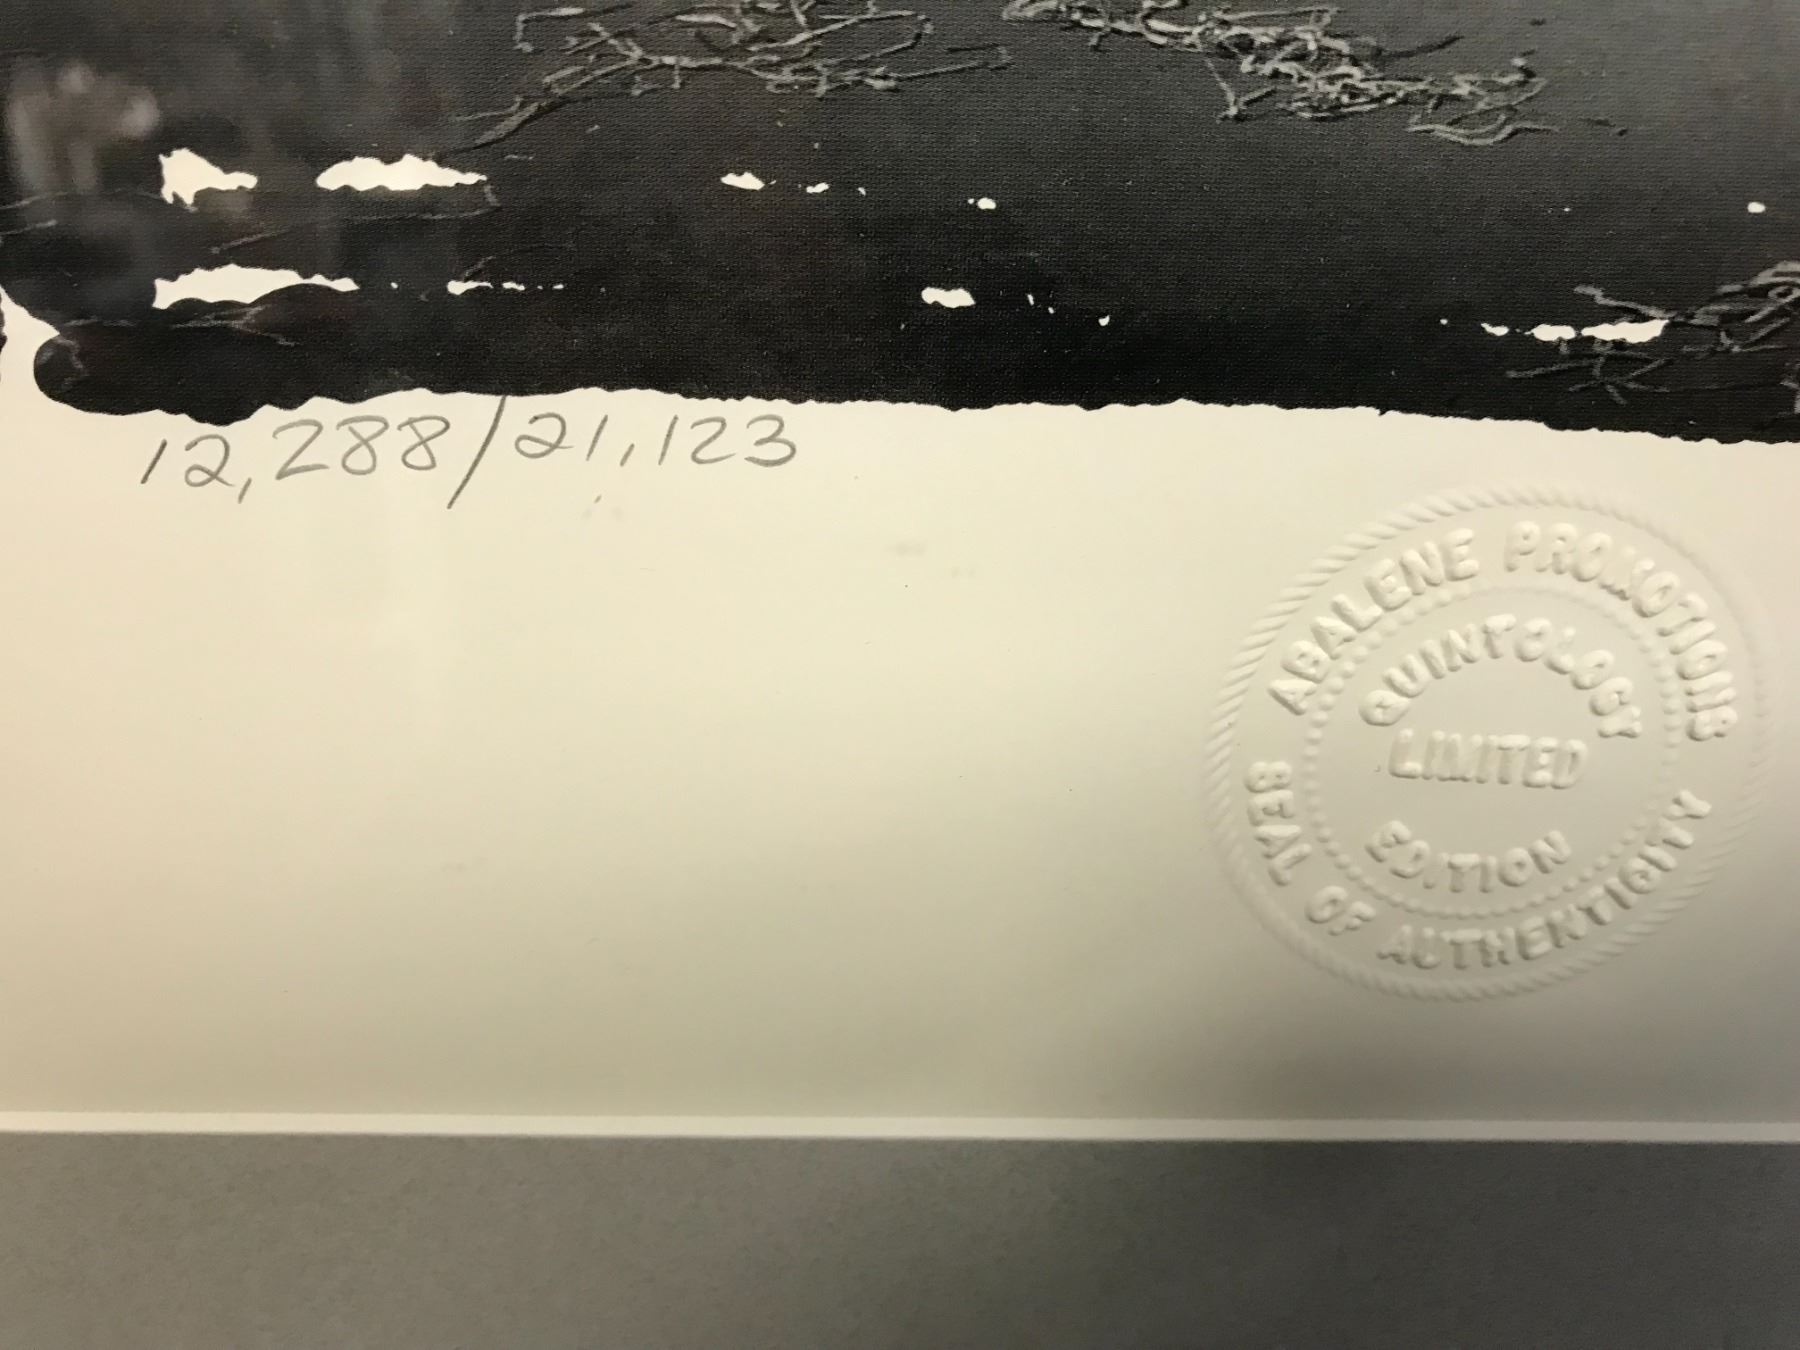 12,288/21,123
ABALENE PROMOTIONS
QUINTOLOGY
LIMITED
EDITION
SEAL OF AUTHENTICITY